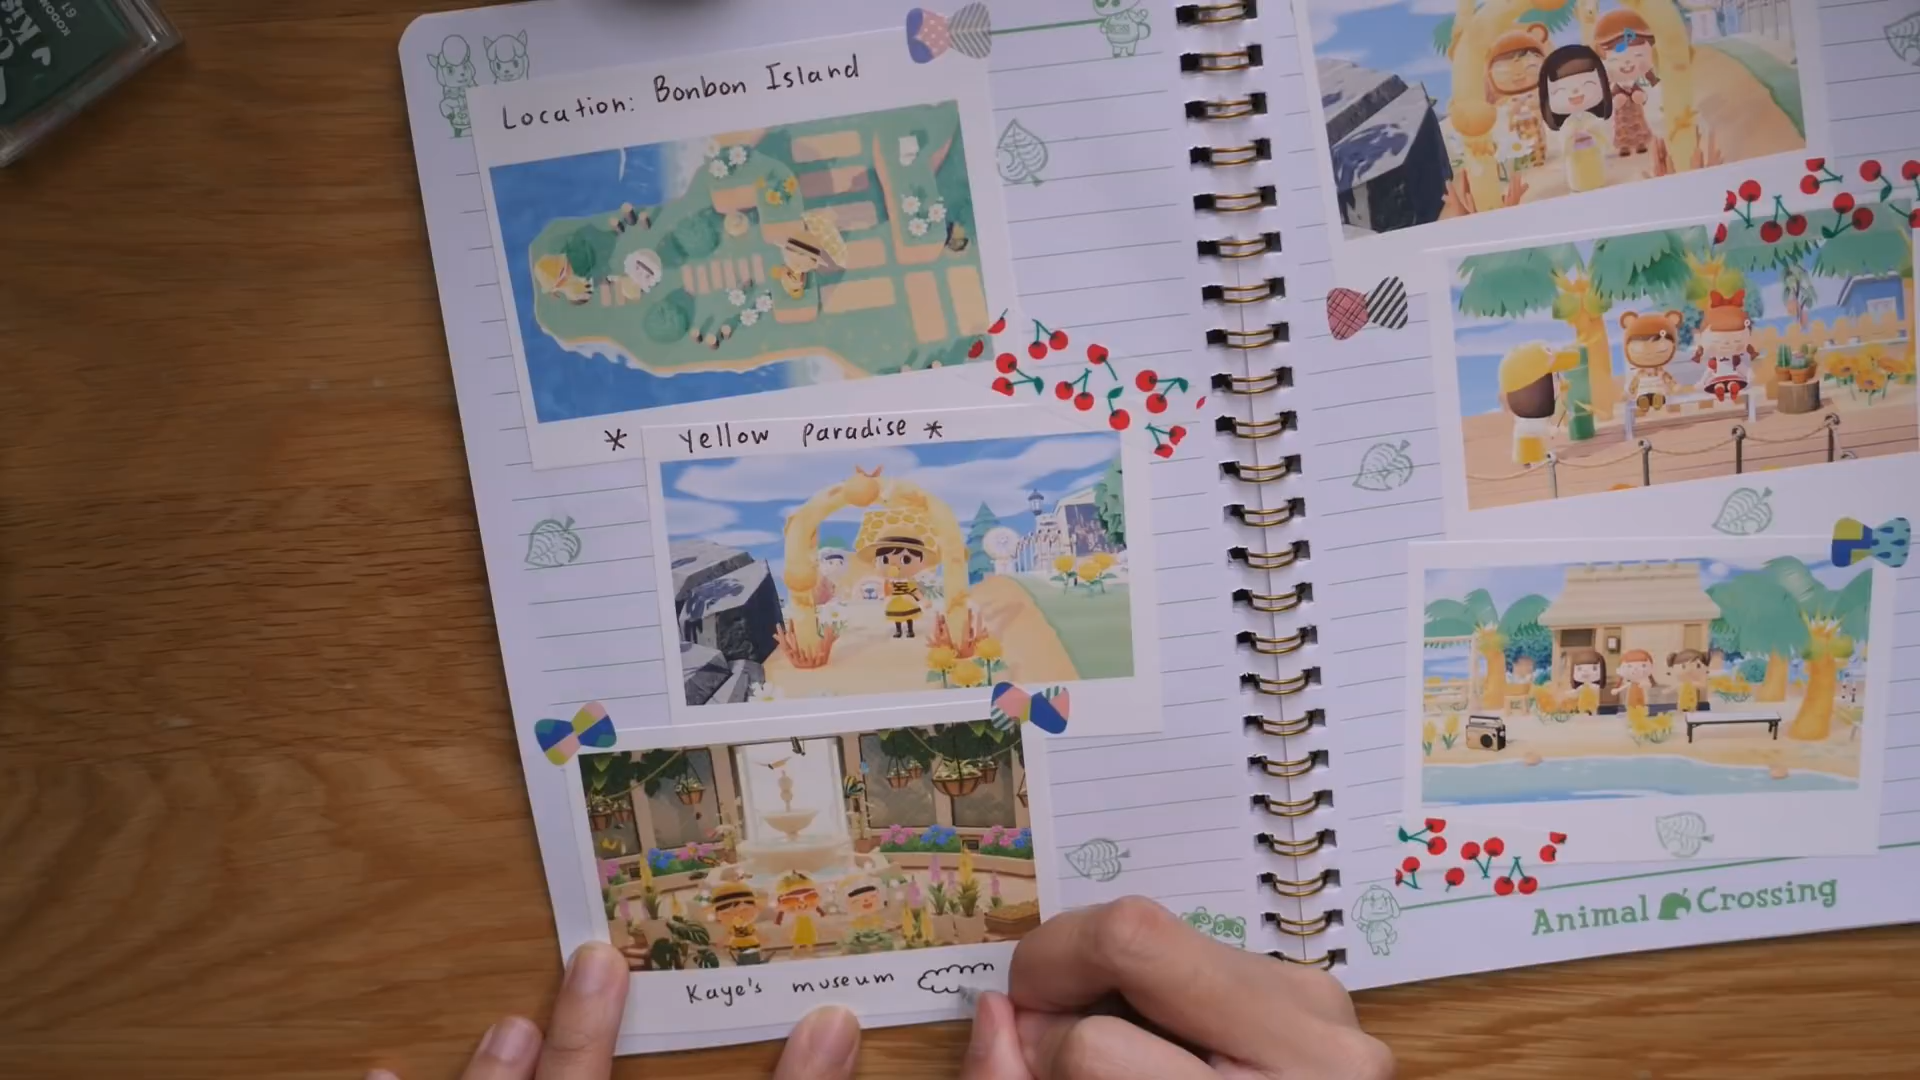 Location: Bonbon Island
* Yellow Paradise *
Kaye's museum
Animal Crossing